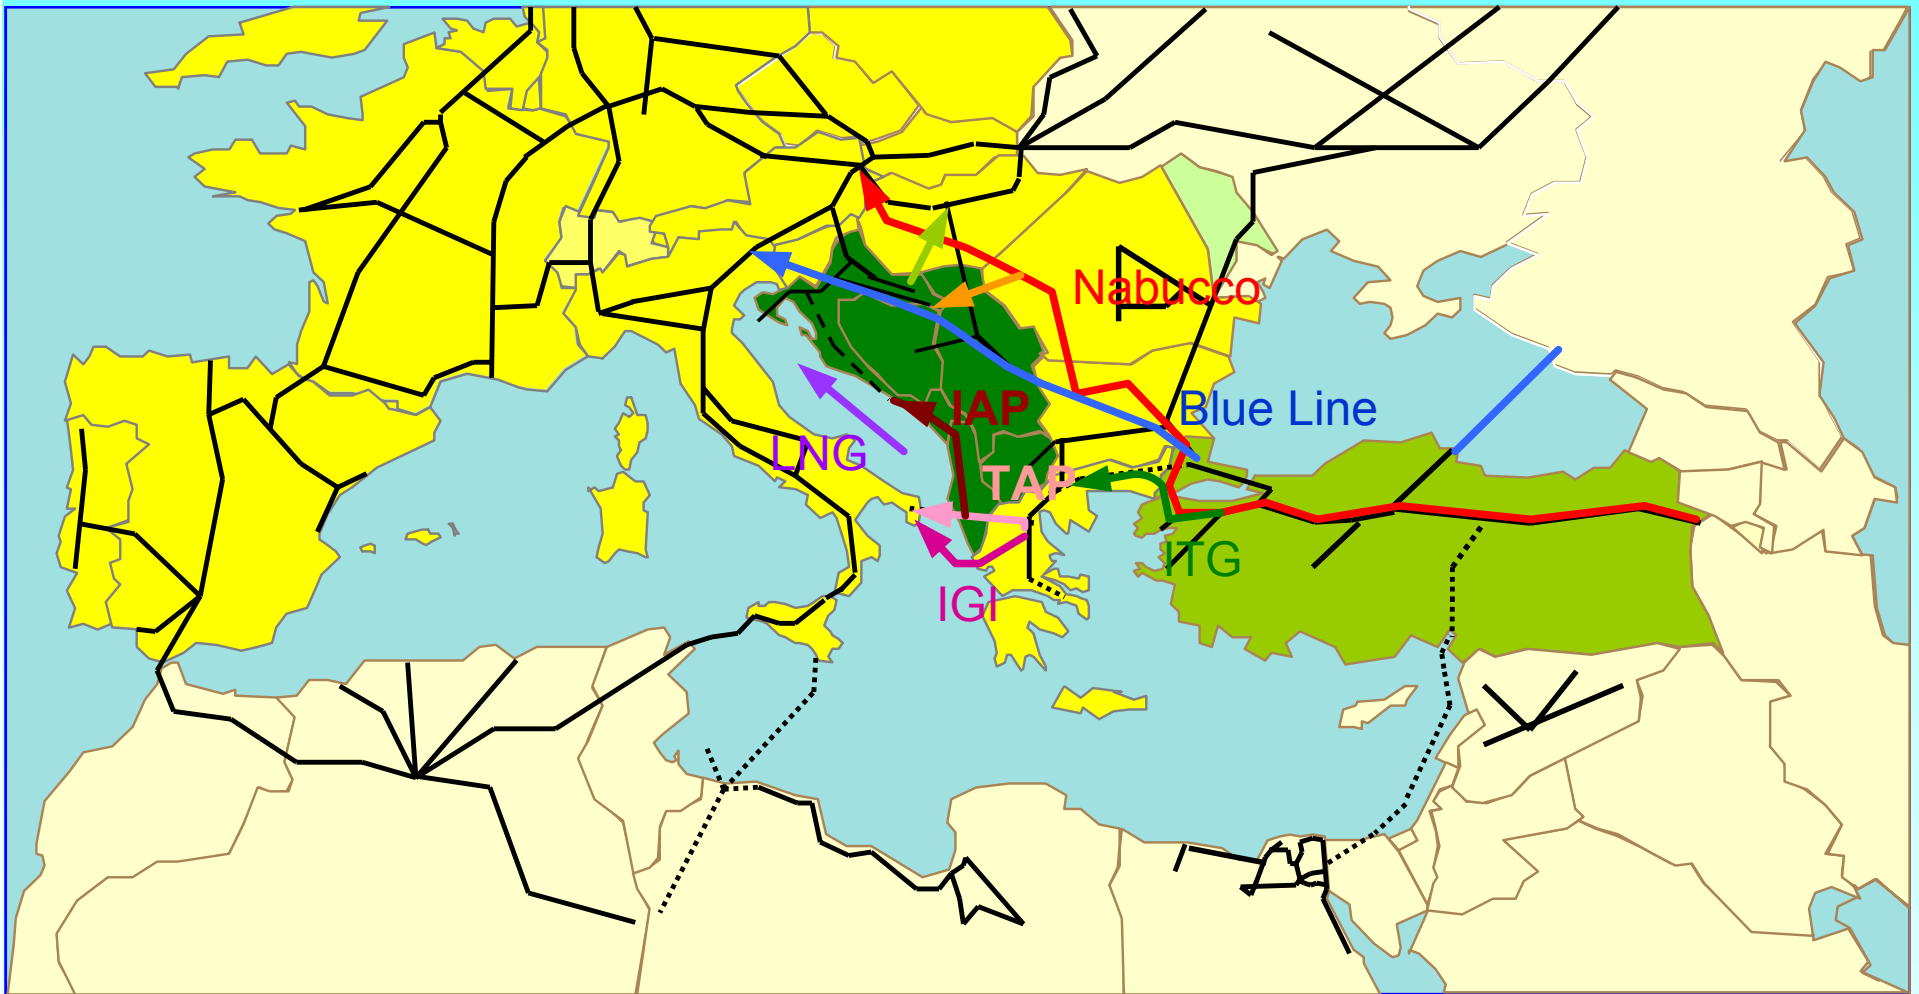 Nabucco
Blue Line
IAP
LNG
TAP
ITG
IGI